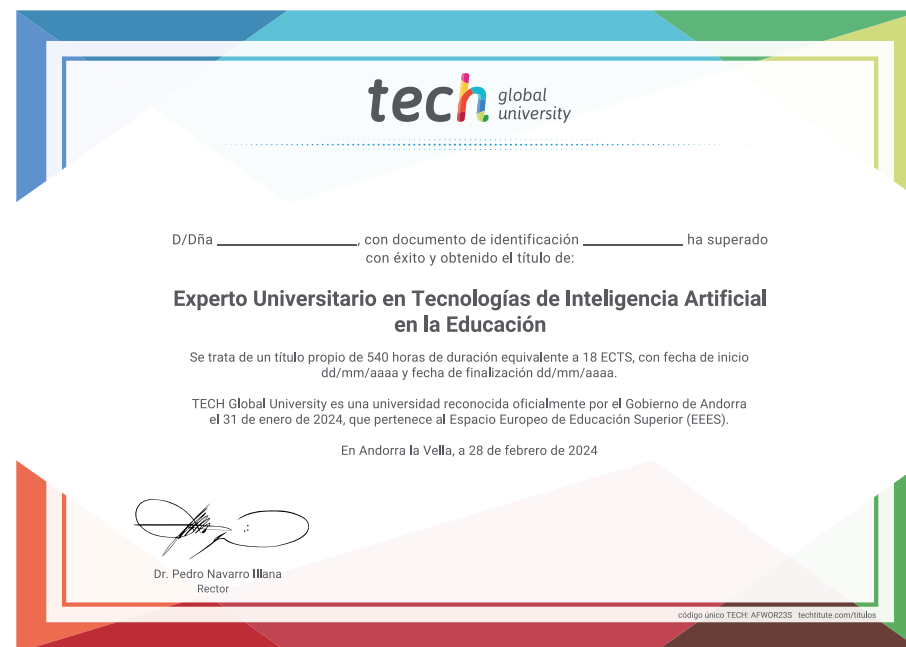 tech global university
D/Dña ________________, con documento de identificación ____________ ha superado
con éxito y obtenido el título de:
Experto Universitario en Tecnologías de Inteligencia Artificial
en la Educación
Se trata de un título propio de 540 horas de duración equivalente a 18 ECTS, con fecha de inicio
dd/mm/aaaa y fecha de finalización dd/mm/aaaa.
TECH Global University es una universidad reconocida oficialmente por el Gobierno de Andorra
el 31 de enero de 2024, que pertenece al Espacio Europeo de Educación Superior (EEES).
En Andorra la Vella, a 28 de febrero de 2024
Dr. Pedro Navarro Illana
Rector
código único TECH: AFWOR23S techtitute.com/titulos